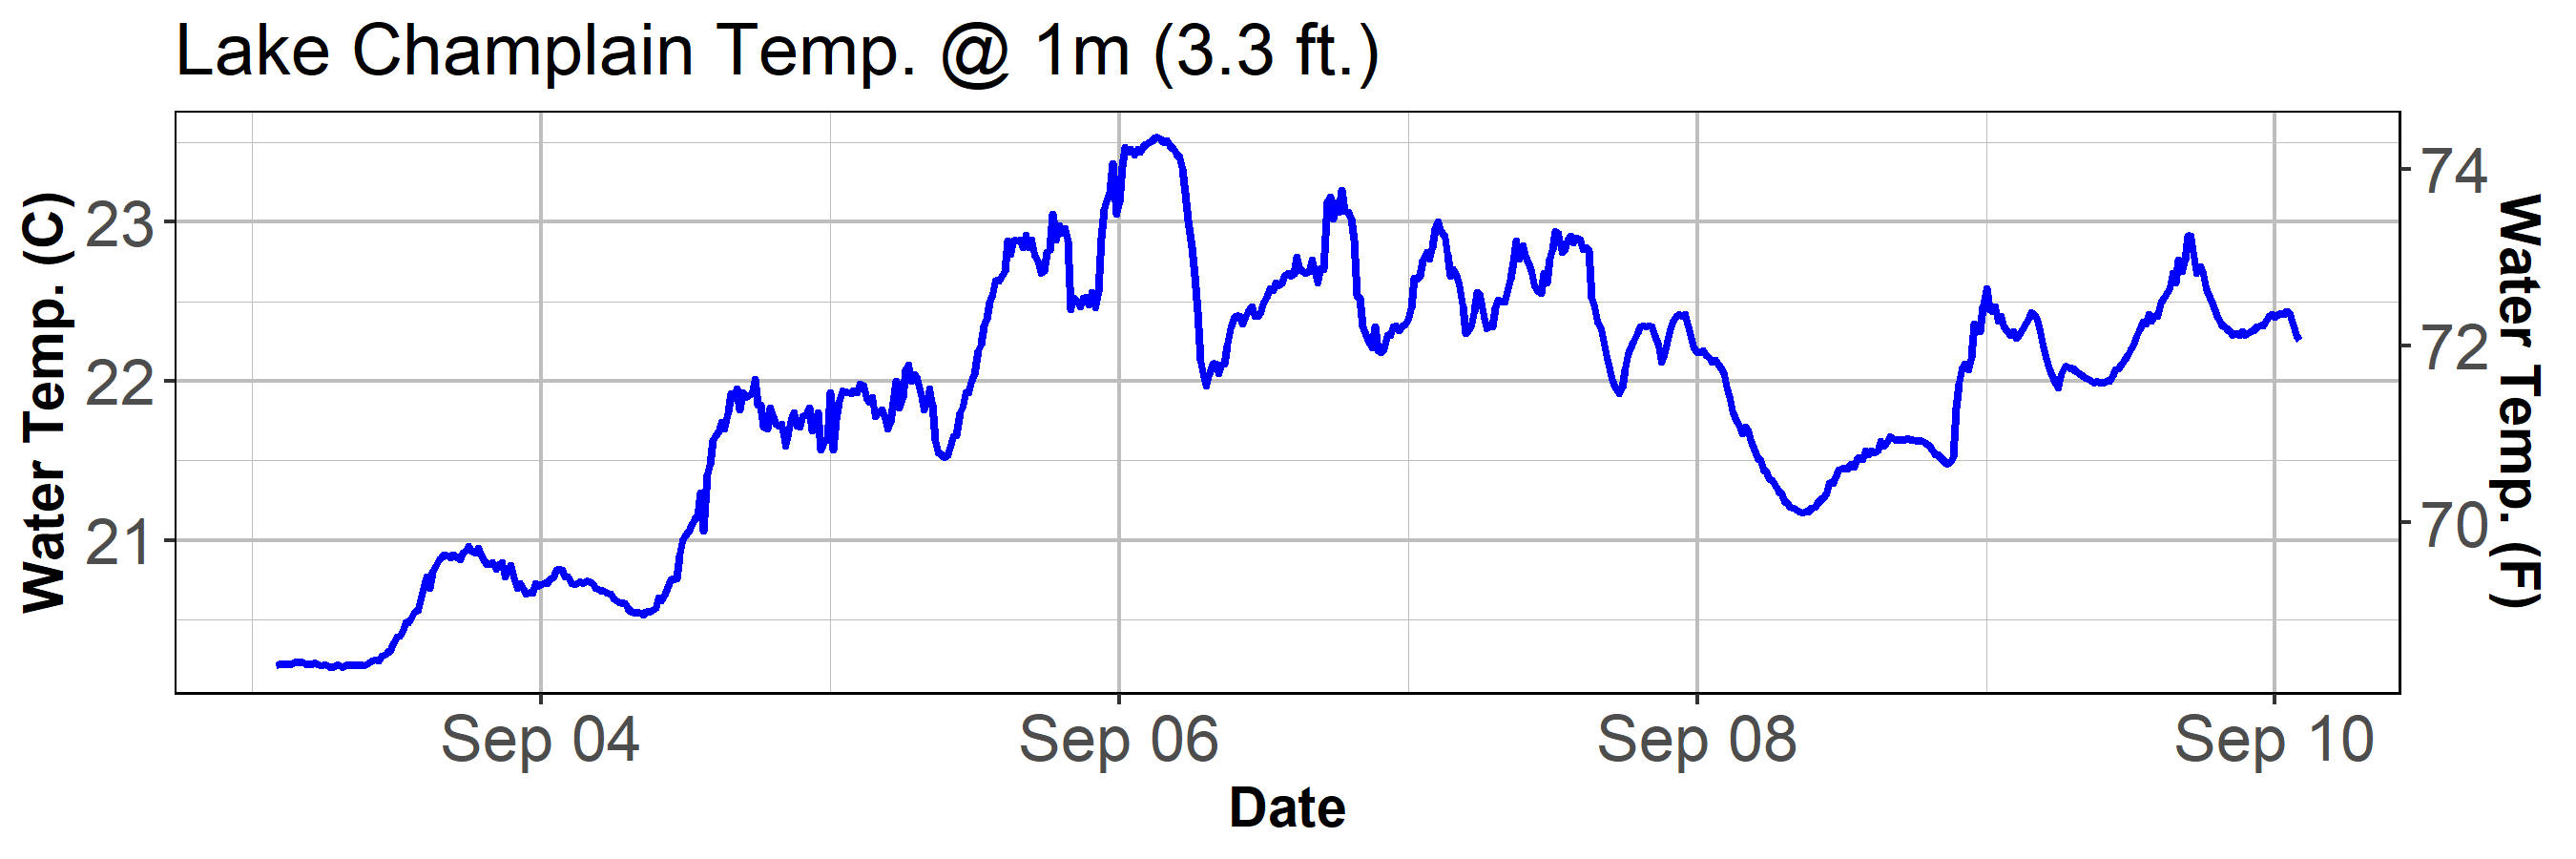 Lake Champlain Temp. @ 1m (3.3 ft.)
Water Temp. (C)
23
22
21
74
72
70
Water Temp. (F)
Sep 04
Sep 06
Sep 08
Sep 10
Date